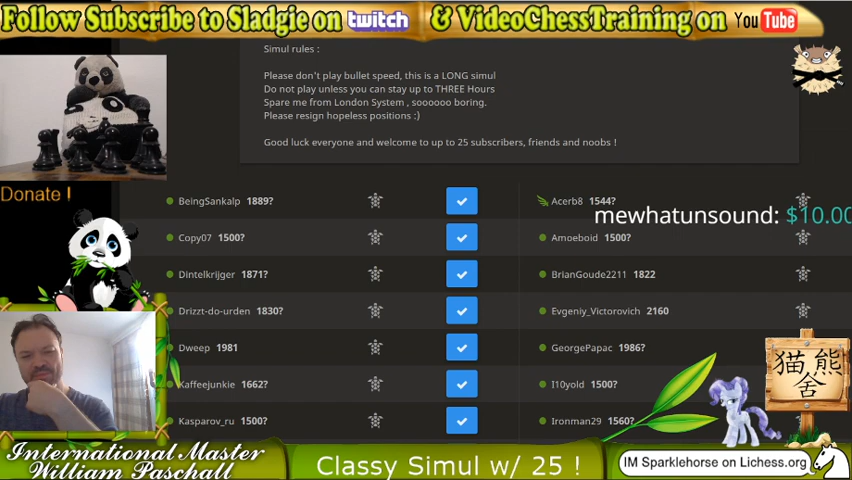 Follow Subscribe to Sladgie on twitch & VideoChessTraining on YouTube
Simul rules :
Please don't play bullet speed, this is a LONG simul
Do not play unless you can stay up to THREE Hours
Spare me from London System , soooooo boring.
Please resign hopeless positions :)
Good luck everyone and welcome to up to 25 subscribers, friends and noobs !
Donate !
BeingSankalp 1889?
Acerb8 1544?
mewhatunsound: $10.00
Copy07 1500?
Amoeboid 1500?
Dintelkrijger 1871?
BrianGoude2211 1822
Drizzt-do-urden 1830?
Evgeniy_Victorovich 2160
Dweep 1981
GeorgePapac 1986?
Kaffeejunkie 1662?
I10yold 1500?
Kasparov_ru 1500?
Ironman29 1560?
猫熊
舍
International Master
William Paschall
Classy Simul w/ 25 !
IM Sparklehorse on Lichess.org